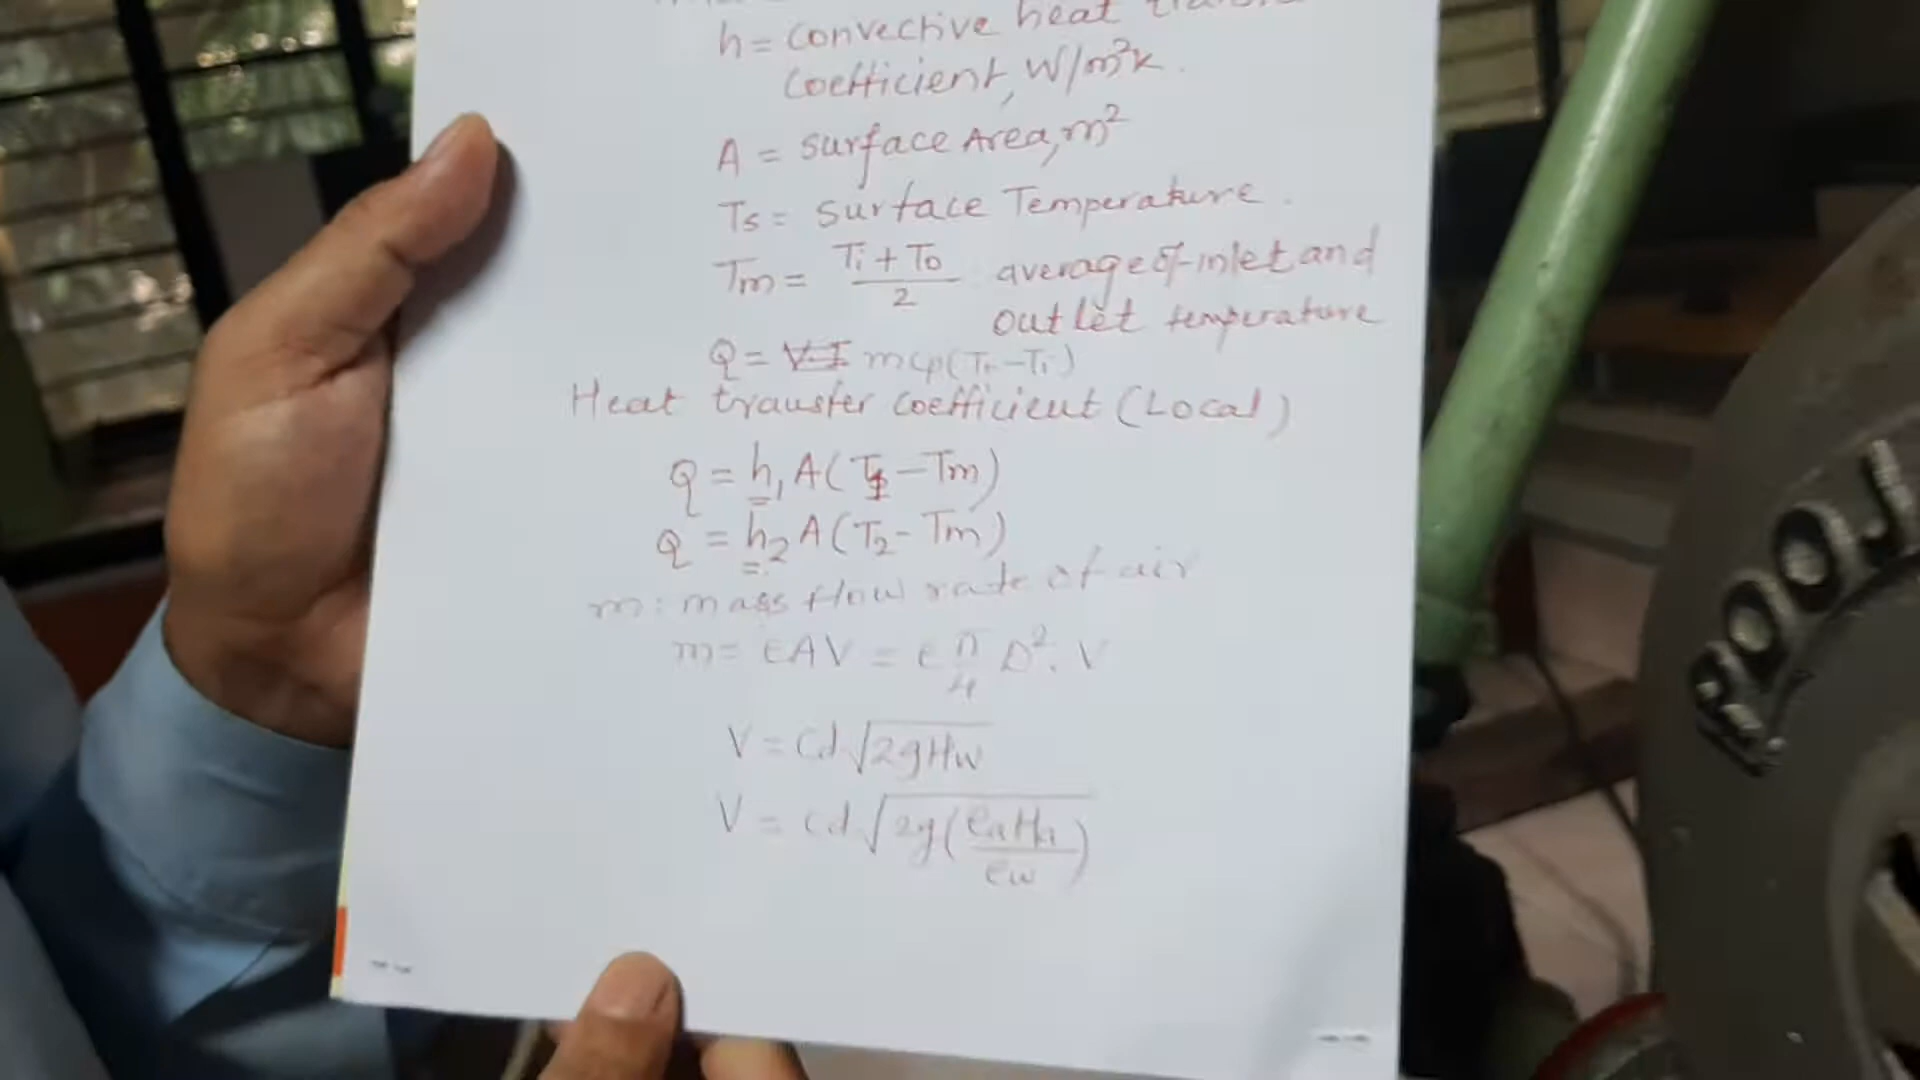 h = convective heat
coefficient, W/m²k.
A = surface Area, m²
Ts = surface Temperature.
Tm = Ti + To / 2 average of inlet and
outlet temperature
Q = mcp(To - Ti)
Heat transfer coefficient (Local)
Q = h₁ A (T₁ - Tm)
Q = h₂ A (T₂ - Tm)
m: mass flow rate of air
m = ρAV = ρ π/4 D². V
V = Cd √2gHw
V = cd √2g(ρaHa / ρw)
POOJ